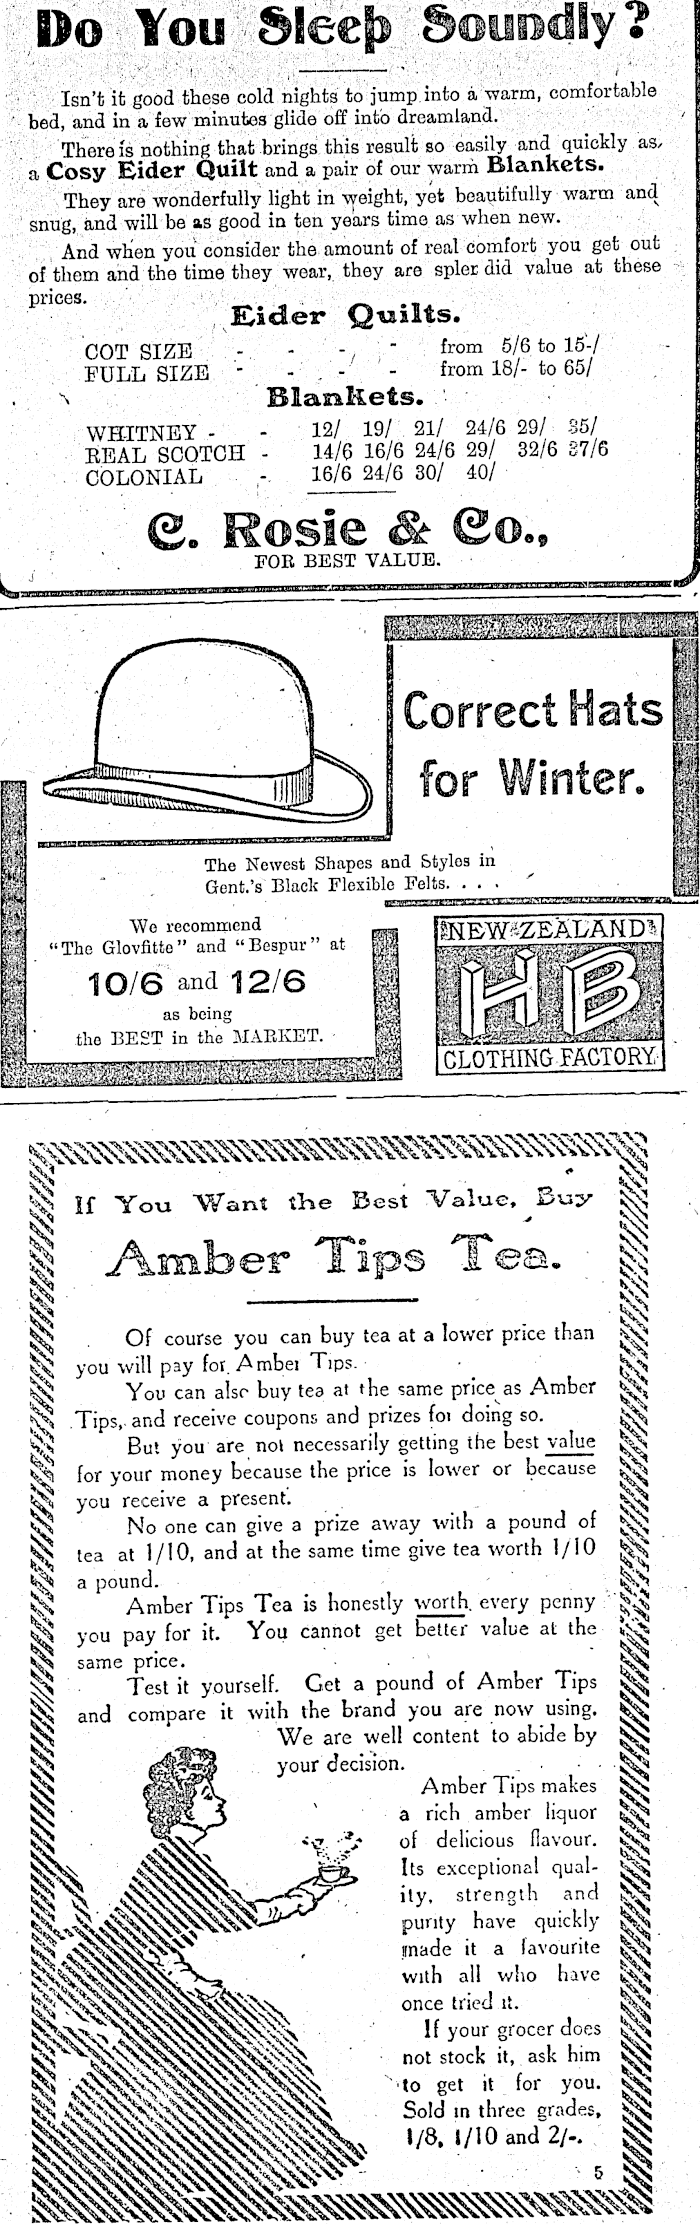 Do You Sleep Soundly?
Isn't it good these cold nights to jump into a warm, comfortable
bed, and in a few minutes glide off into dreamland.
There is nothing that brings this result so easily and quickly as
a Cosy Eider Quilt and a pair of our warm Blankets.
They are wonderfully light in weight, yet beautifully warm and
snug, and will be as good in ten years time as when new.
And when you consider the amount of real comfort you get out
of them and the time they wear, they are splendid value at these
prices.
Eider Quilts.
COT SIZE - - - - from 5/6 to 15-/
FULL SIZE - - - - from 18/- to 65/
Blankets.
WHITNEY - - 12/ 19/ 21/ 24/6 29/ 35/
REAL SCOTCH - 14/6 16/6 24/6 29/ 32/6 37/6
COLONIAL - 16/6 24/6 30/ 40/
C. Rosie & Co.,
FOR BEST VALUE.
Correct Hats
for Winter.
The Newest Shapes and Styles in
Gent.'s Black Flexible Felts. . . .
We recommend
"The Glovfitte" and "Bespur" at
10/6 and 12/6
as being
the BEST in the MARKET.
NEW ZEALAND
HB
CLOTHING FACTORY
If You Want the Best Value, Buy
Amber Tips Tea.
Of course you can buy tea at a lower price than
you will pay for Amber Tips.
You can also buy tea at the same price as Amber
Tips, and receive coupons and prizes for doing so.
But you are not necessarily getting the best value
for your money because the price is lower or because
you receive a present.
No one can give a prize away with a pound of
tea at 1/10, and at the same time give tea worth 1/10
a pound.
Amber Tips Tea is honestly worth every penny
you pay for it. You cannot get better value at the
same price.
Test it yourself. Get a pound of Amber Tips
and compare it with the brand you are now using.
We are well content to abide by
your decision.
Amber Tips makes
a rich amber liquor
of delicious flavour.
Its exceptional qual-
ity, strength and
purity have quickly
made it a favourite
with all who have
once tried it.
If your grocer does
not stock it, ask him
to get it for you.
Sold in three grades,
1/8, 1/10 and 2/-.
5